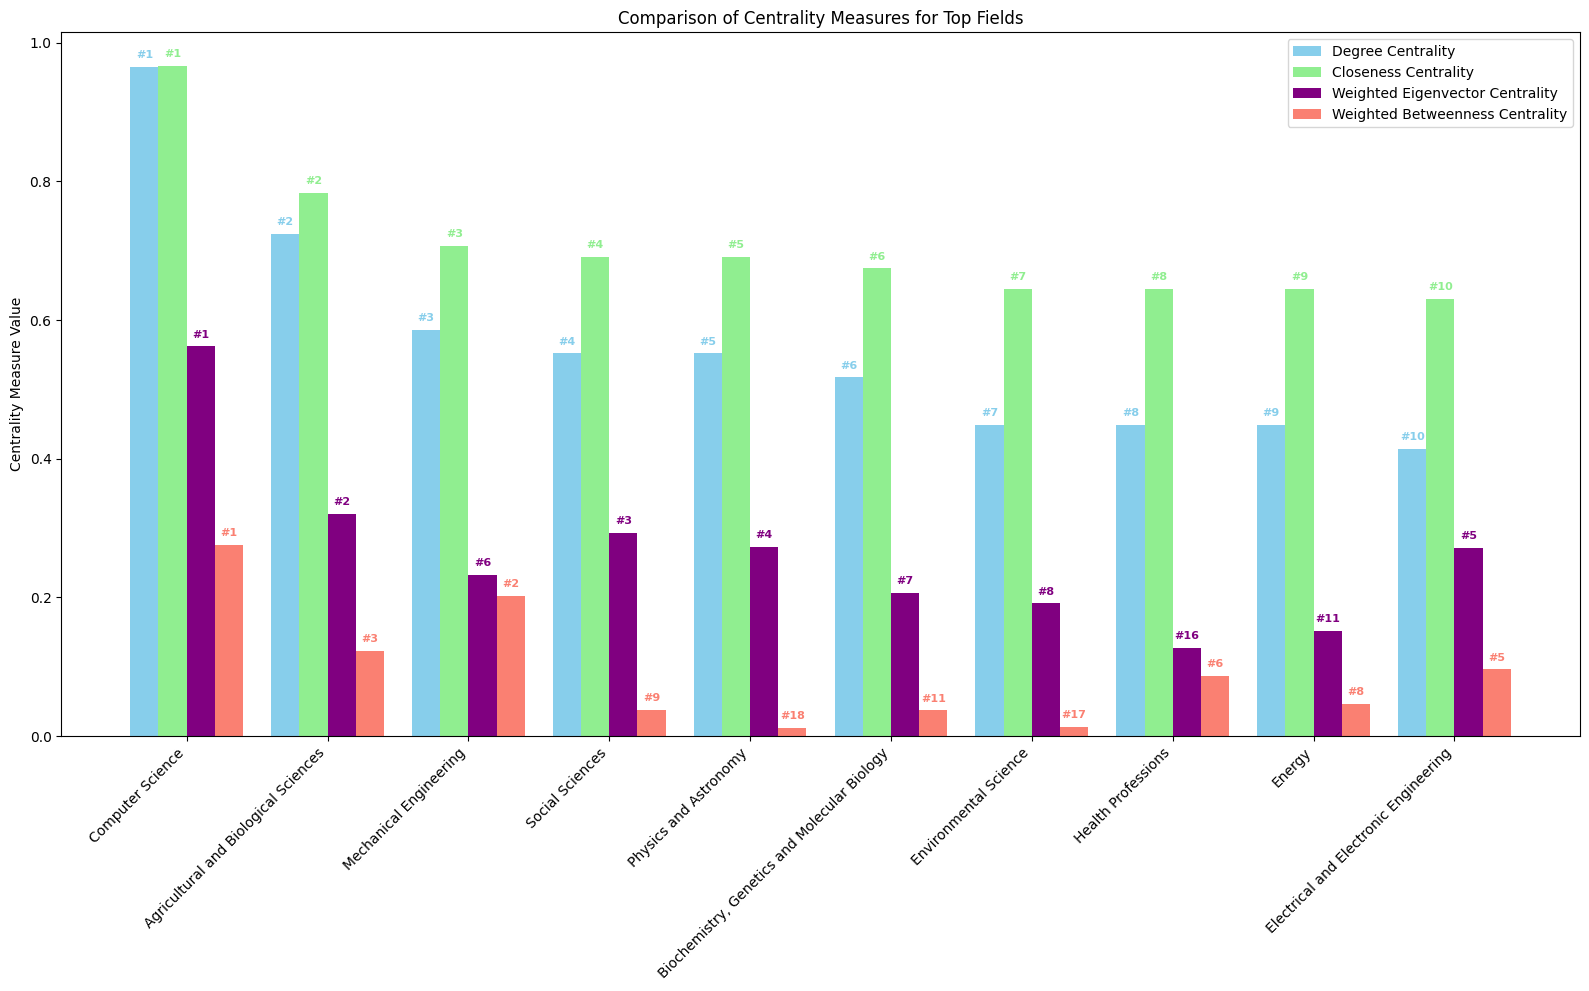 Comparison of Centrality Measures for Top Fields
Degree Centrality
Closeness Centrality
Weighted Eigenvector Centrality
Weighted Betweenness Centrality
Centrality Measure Value
1.0
0.8
0.6
0.4
0.2
0.0
#1 #1 #1 #1
#2 #2 #2 #3
#3 #3 #6 #2
#4 #4 #3 #9
#5 #5 #4 #18
#6 #6 #7 #11
#7 #7 #8 #17
#8 #8 #16 #6
#9 #9 #11 #8
#10 #10 #5 #5
Computer Science
Agricultural and Biological Sciences
Mechanical Engineering
Social Sciences
Physics and Astronomy
Biochemistry, Genetics and Molecular Biology
Environmental Science
Health Professions
Energy
Electrical and Electronic Engineering